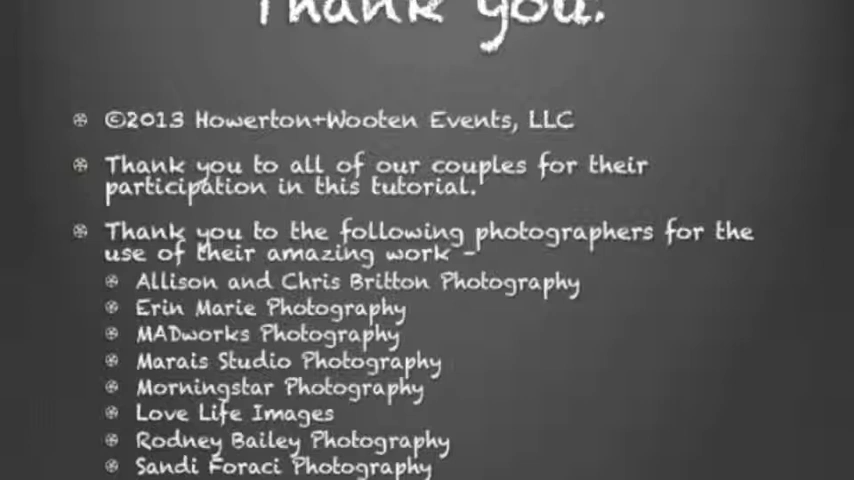 Thank you!
©2013 Howerton+Wooten Events, LLC
Thank you to all of our couples for their
participation in this tutorial.
Thank you to the following photographers for the
use of their amazing work -
Allison and Chris Britton Photography
Erin Marie Photography
MADworks Photography
Marais Studio Photography
Morningstar Photography
Love Life Images
Rodney Bailey Photography
Sandi Foraci Photography